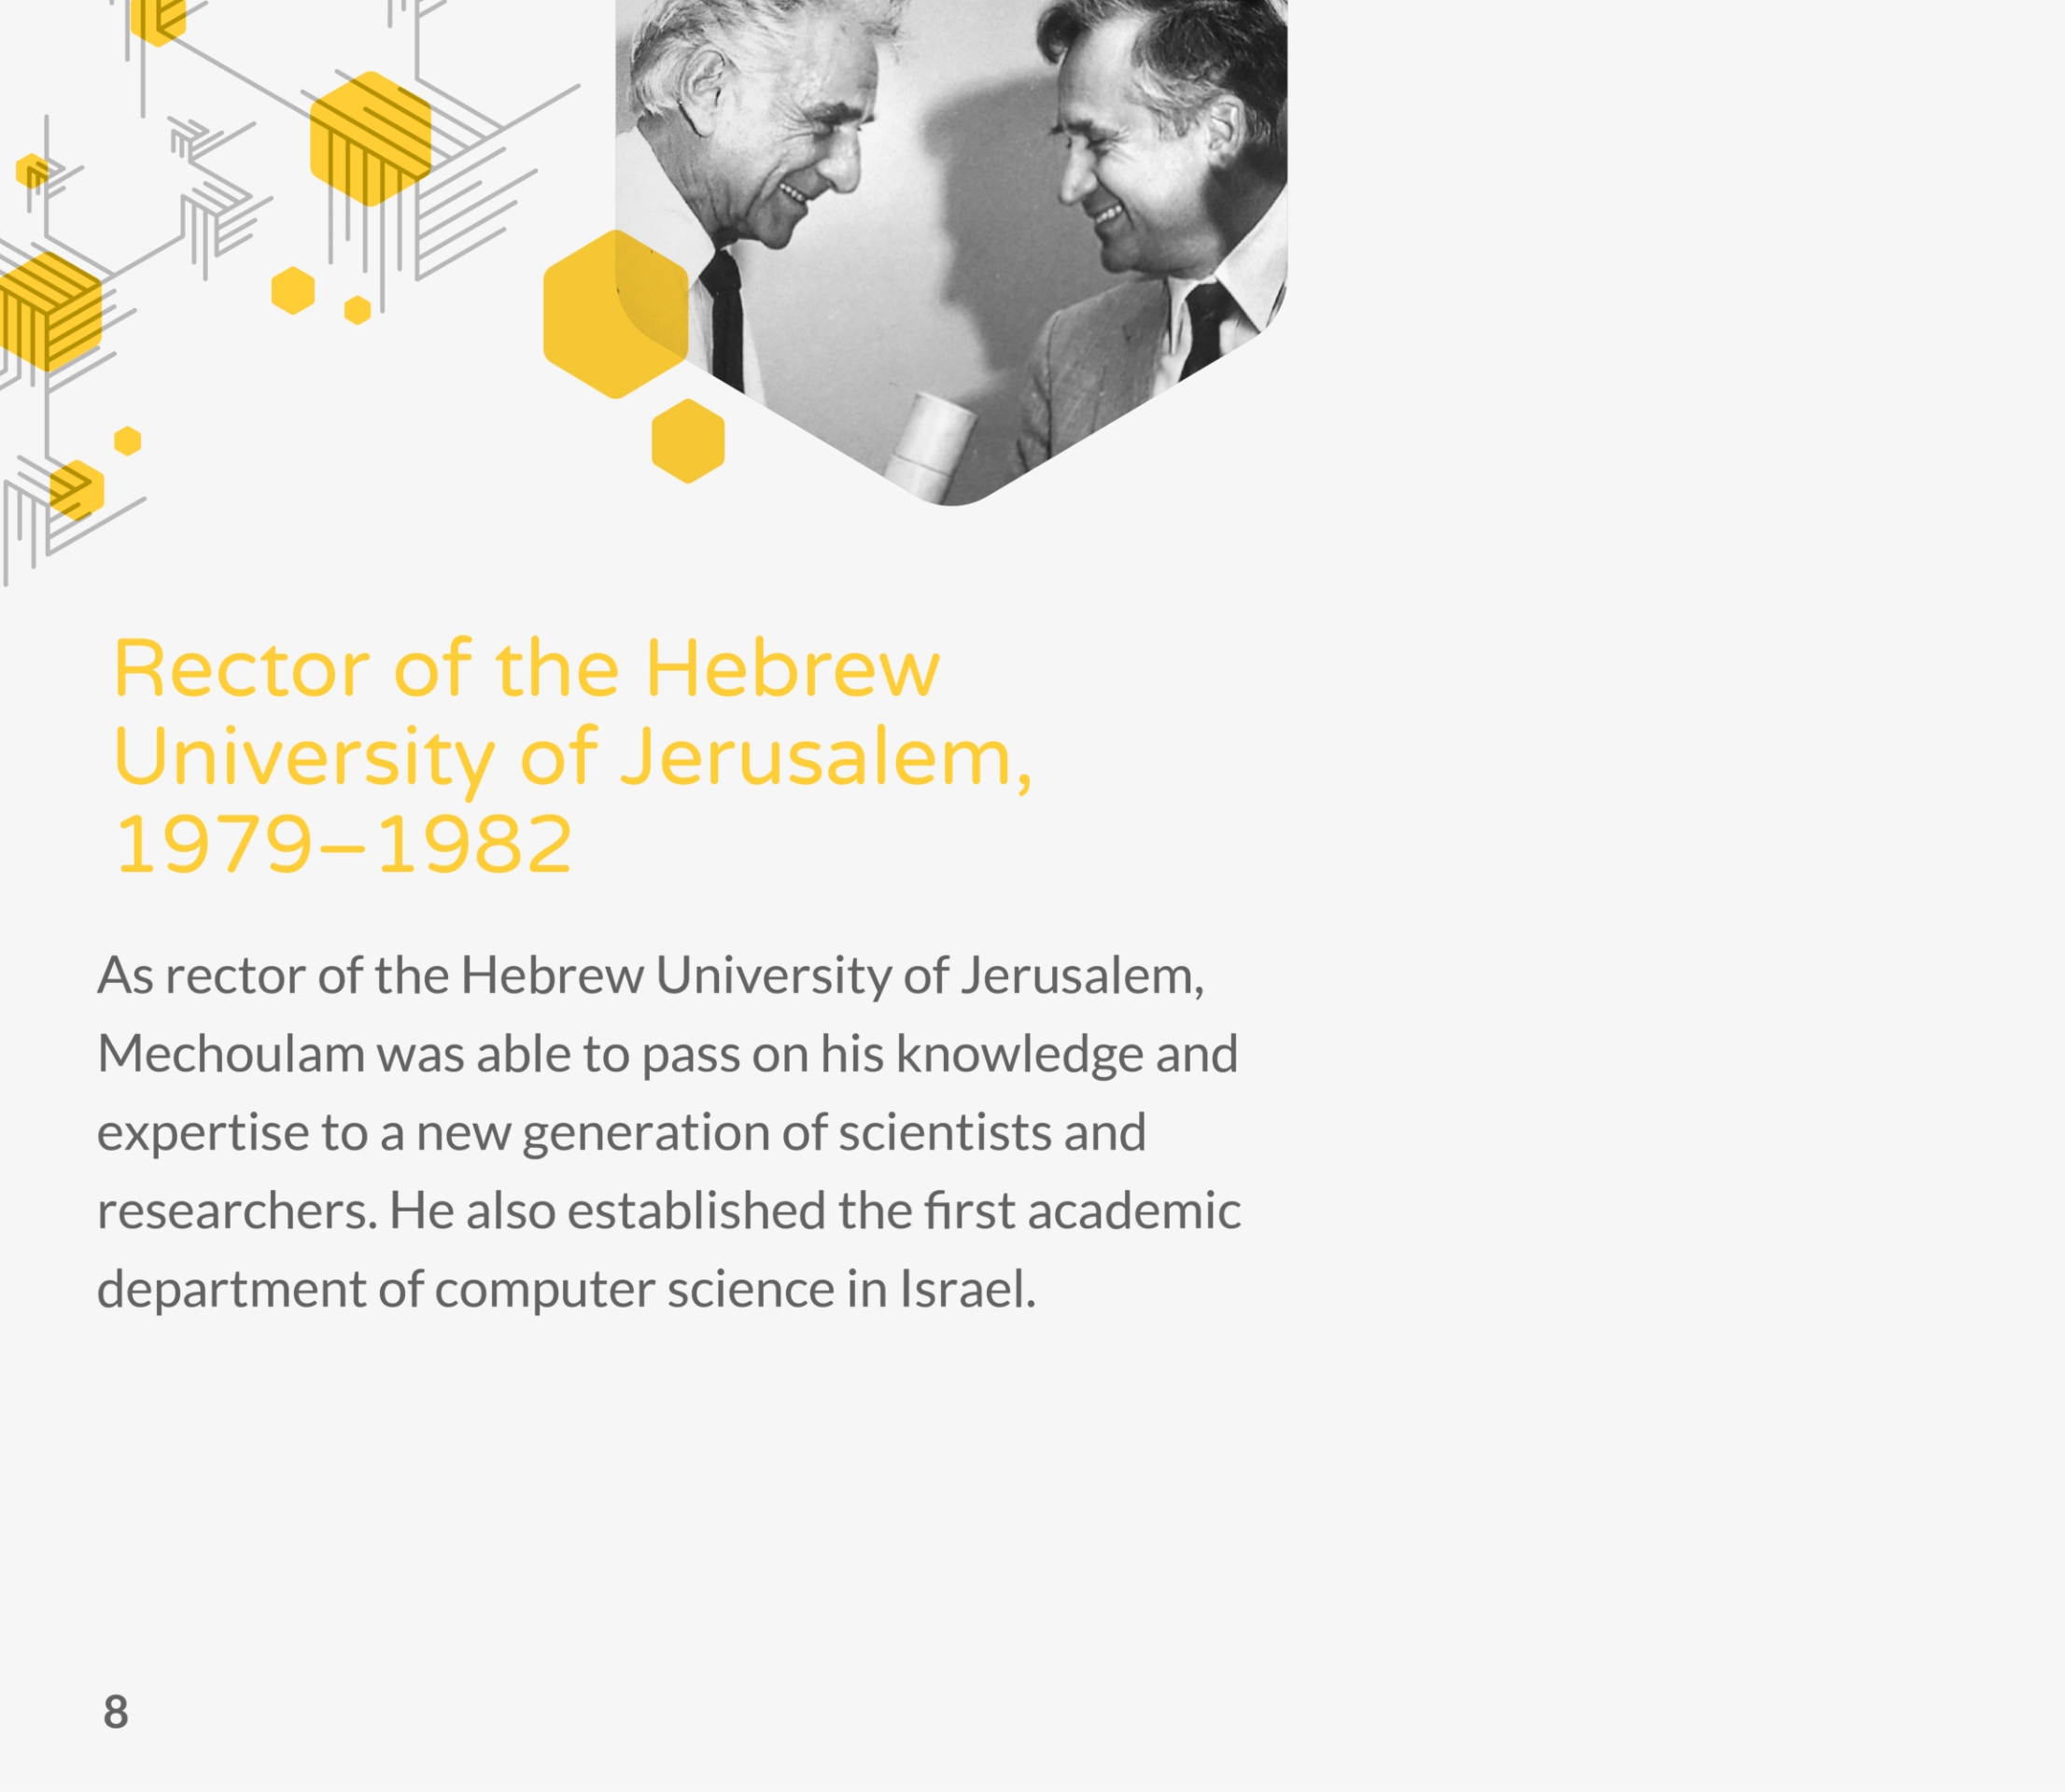 Rector of the Hebrew
University of Jerusalem,
1979–1982
As rector of the Hebrew University of Jerusalem,
Mechoulam was able to pass on his knowledge and
expertise to a new generation of scientists and
researchers. He also established the first academic
department of computer science in Israel.
8